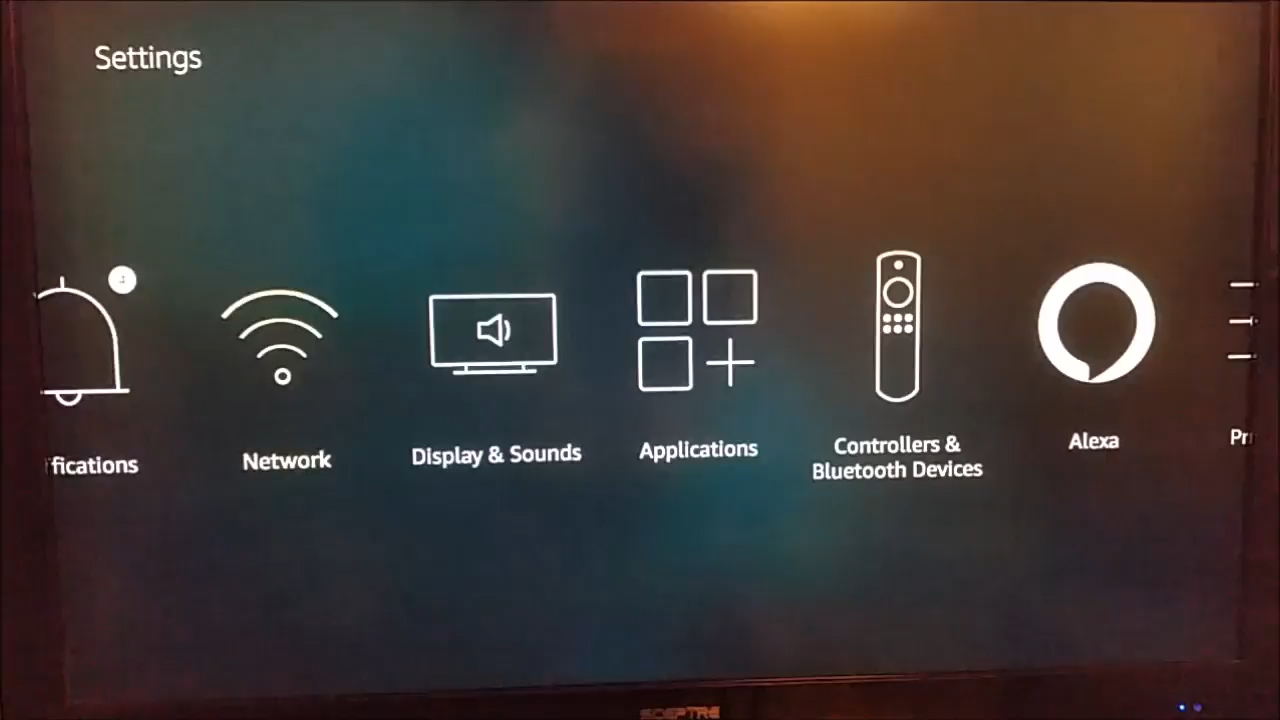 Settings
fications
Network
Display & Sounds
Applications
Controllers &
Bluetooth Devices
Alexa
Pr
SCEPTRE